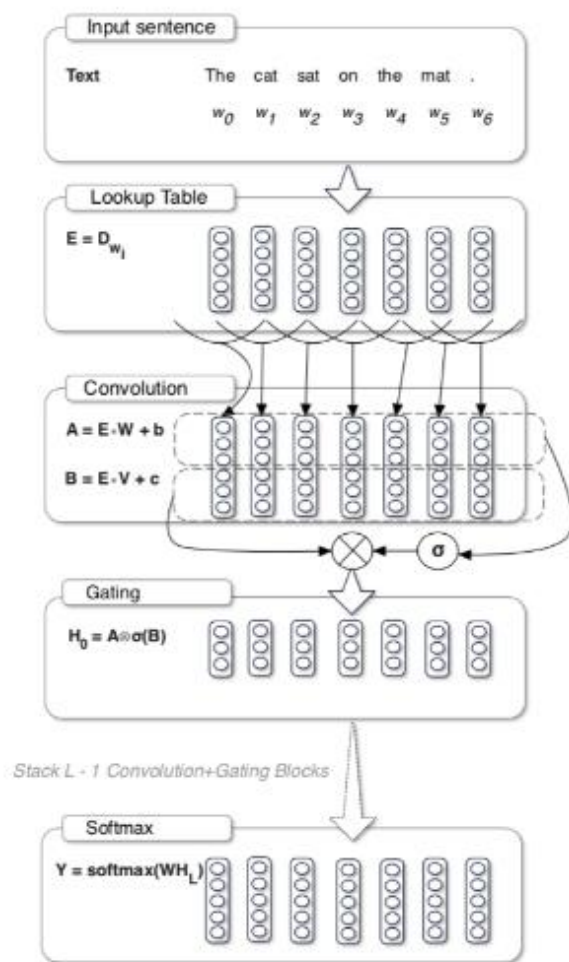 Input sentence
Text The cat sat on the mat .
w0 w1 w2 w3 w4 w5 w6
Lookup Table
E = Dwi
Convolution
A = E*W + b
B = E*V + c
σ
Gating
H0 = A⊗σ(B)
Stack L - 1 Convolution+Gating Blocks
Softmax
Y = softmax(WHL)